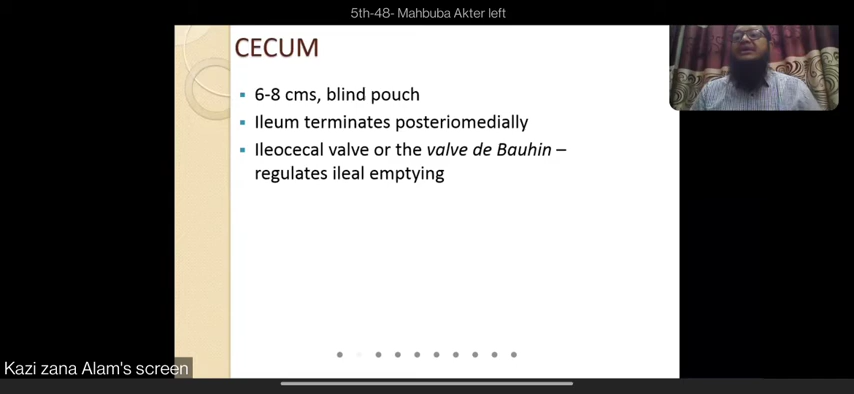 5th-48- Mahbuba Akter left
CECUM
6-8 cms, blind pouch
Ileum terminates posteriomedially
Ileocecal valve or the valve de Bauhin –
regulates ileal emptying
Kazi zana Alam's screen